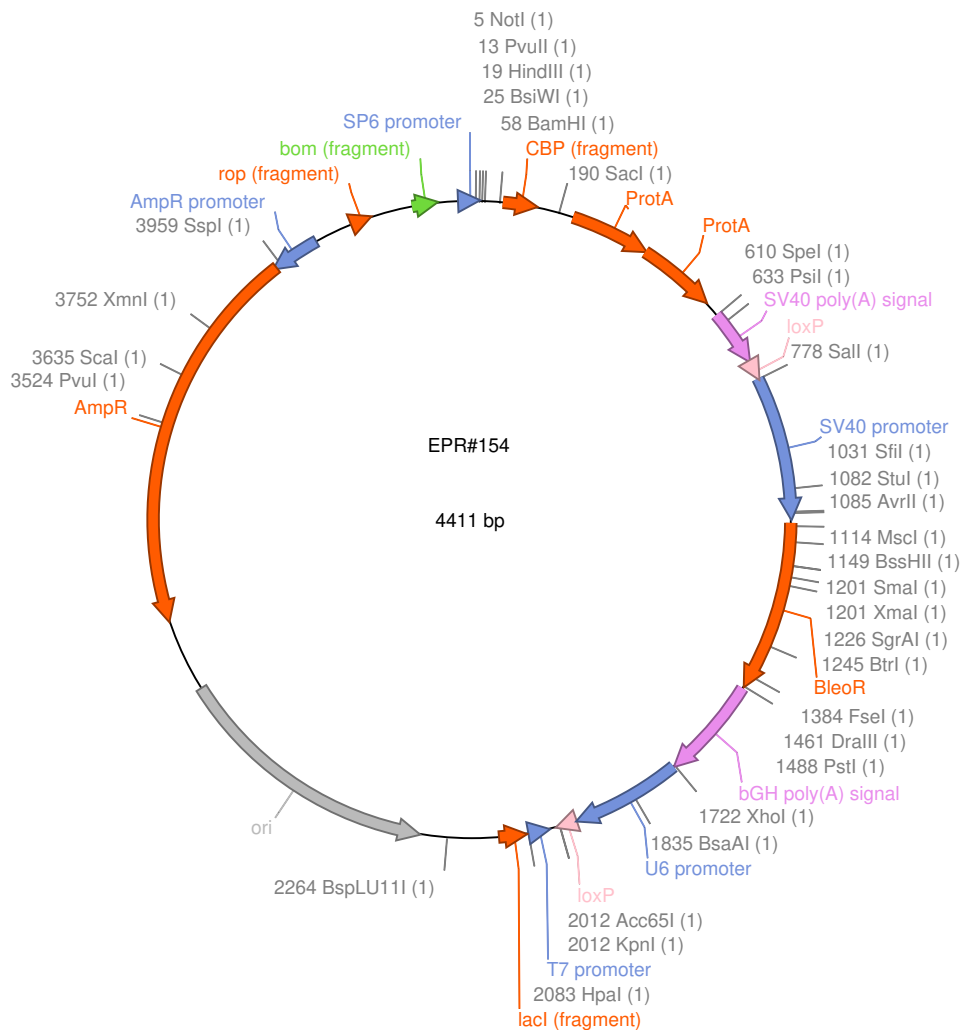 5 NotI (1)
13 PvuII (1)
19 HindIII (1)
25 BsiWI (1)
58 BamHI (1)
CBP (fragment)
190 SacI (1)
ProtA
ProtA
610 SpeI (1)
633 PsiI (1)
SV40 poly(A) signal
loxP
778 SalI (1)
SV40 promoter
1031 SfiI (1)
1082 StuI (1)
1085 AvrII (1)
1114 MscI (1)
1149 BssHII (1)
1201 SmaI (1)
1201 XmaI (1)
1226 SgrAI (1)
1245 BtrI (1)
BleoR
1384 FseI (1)
1461 DraIII (1)
1488 PstI (1)
bGH poly(A) signal
1722 XhoI (1)
1835 BsaAI (1)
U6 promoter
loxP
2012 Acc65I (1)
2012 KpnI (1)
T7 promoter
2083 HpaI (1)
lacI (fragment)
2264 BspLU11I (1)
ori
AmpR
3524 PvuI (1)
3635 ScaI (1)
3752 XmnI (1)
3959 SspI (1)
AmpR promoter
rop (fragment)
bom (fragment)
SP6 promoter
EPR#154
4411 bp